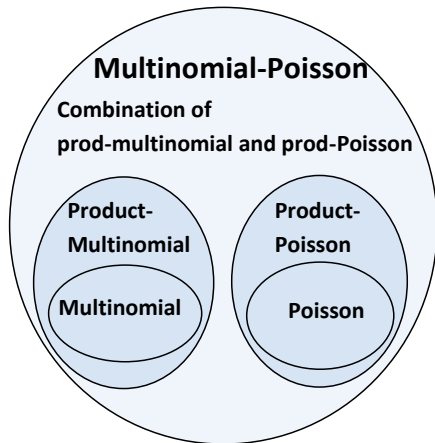 Multinomial-Poisson
Combination of
prod-multinomial and prod-Poisson
Product-
Multinomial
Multinomial
Product-
Poisson
Poisson